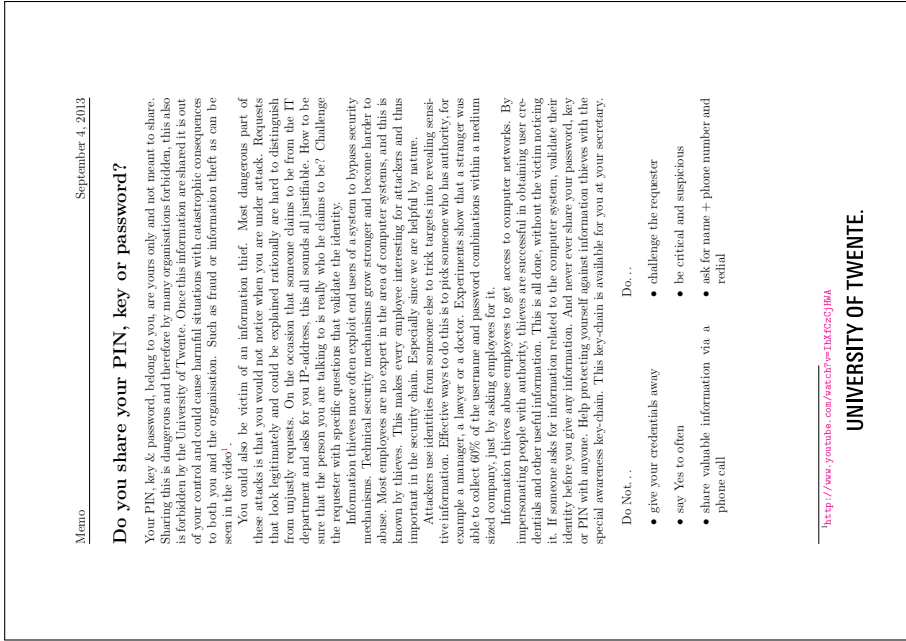 Memo September 4, 2013
Do you share your PIN, key or password?
Your PIN, key & password, belong to you, are yours only and not meant to share.
Sharing this is dangerous and therefore by many organisations forbidden, this also
is forbidden by the University of Twente. Once this information are shared it is out
of your control and could cause harmful situations with catastrophic consequences
to both you and the organisation. Such as fraud or information theft as can be
seen in the video1.
You could also be victim of an information thief. Most dangerous part of
these attacks is that you would not notice when you are under attack. Requests
that look legitimately and could be explained rationally are hard to distinguish
from unjustly requests. On the occasion that someone claims to be from the IT
department and asks for you IP-address, this all sounds all justifiable. How to be
sure that the person you are talking to is really who he claims to be? Challenge
the requester with specific questions that validate the identity.
Information thieves more often exploit end users of a system to bypass security
mechanisms. Technical security mechanisms grow stronger and become harder to
abuse. Most employees are no expert in the area of computer systems, and this is
known by thieves. This makes every employee interesting for attackers and thus
important in the security chain. Especially since we are helpful by nature.
Attackers use identities from someone else to trick targets into revealing sensi-
tive information. Effective ways to do this is to pick someone who has authority, for
example a manager, a lawyer or a doctor. Experiments show that a stranger was
able to collect 60% of the username and password combinations within a medium
sized company, just by asking employees for it.
Information thieves abuse employees to get access to computer networks. By
impersonating people with authority, thieves are successful in obtaining user cre-
dentials and other useful information. This is all done, without the victim noticing
it. If someone asks for information related to the computer system, validate their
identity before you give any information. And never ever share your password, key
or PIN with anyone. Help protecting yourself against information thieves with the
special awareness key-chain. This key-chain is available for you at your secretary.
Do Not...
• give your credentials away
• say Yes to often
• share valuable information via a
phone call
Do...
• challenge the requester
• be critical and suspicious
• ask for name + phone number and
redial
1http://www.youtube.com/watch?v=IhXfCzCjHWA
UNIVERSITY OF TWENTE.